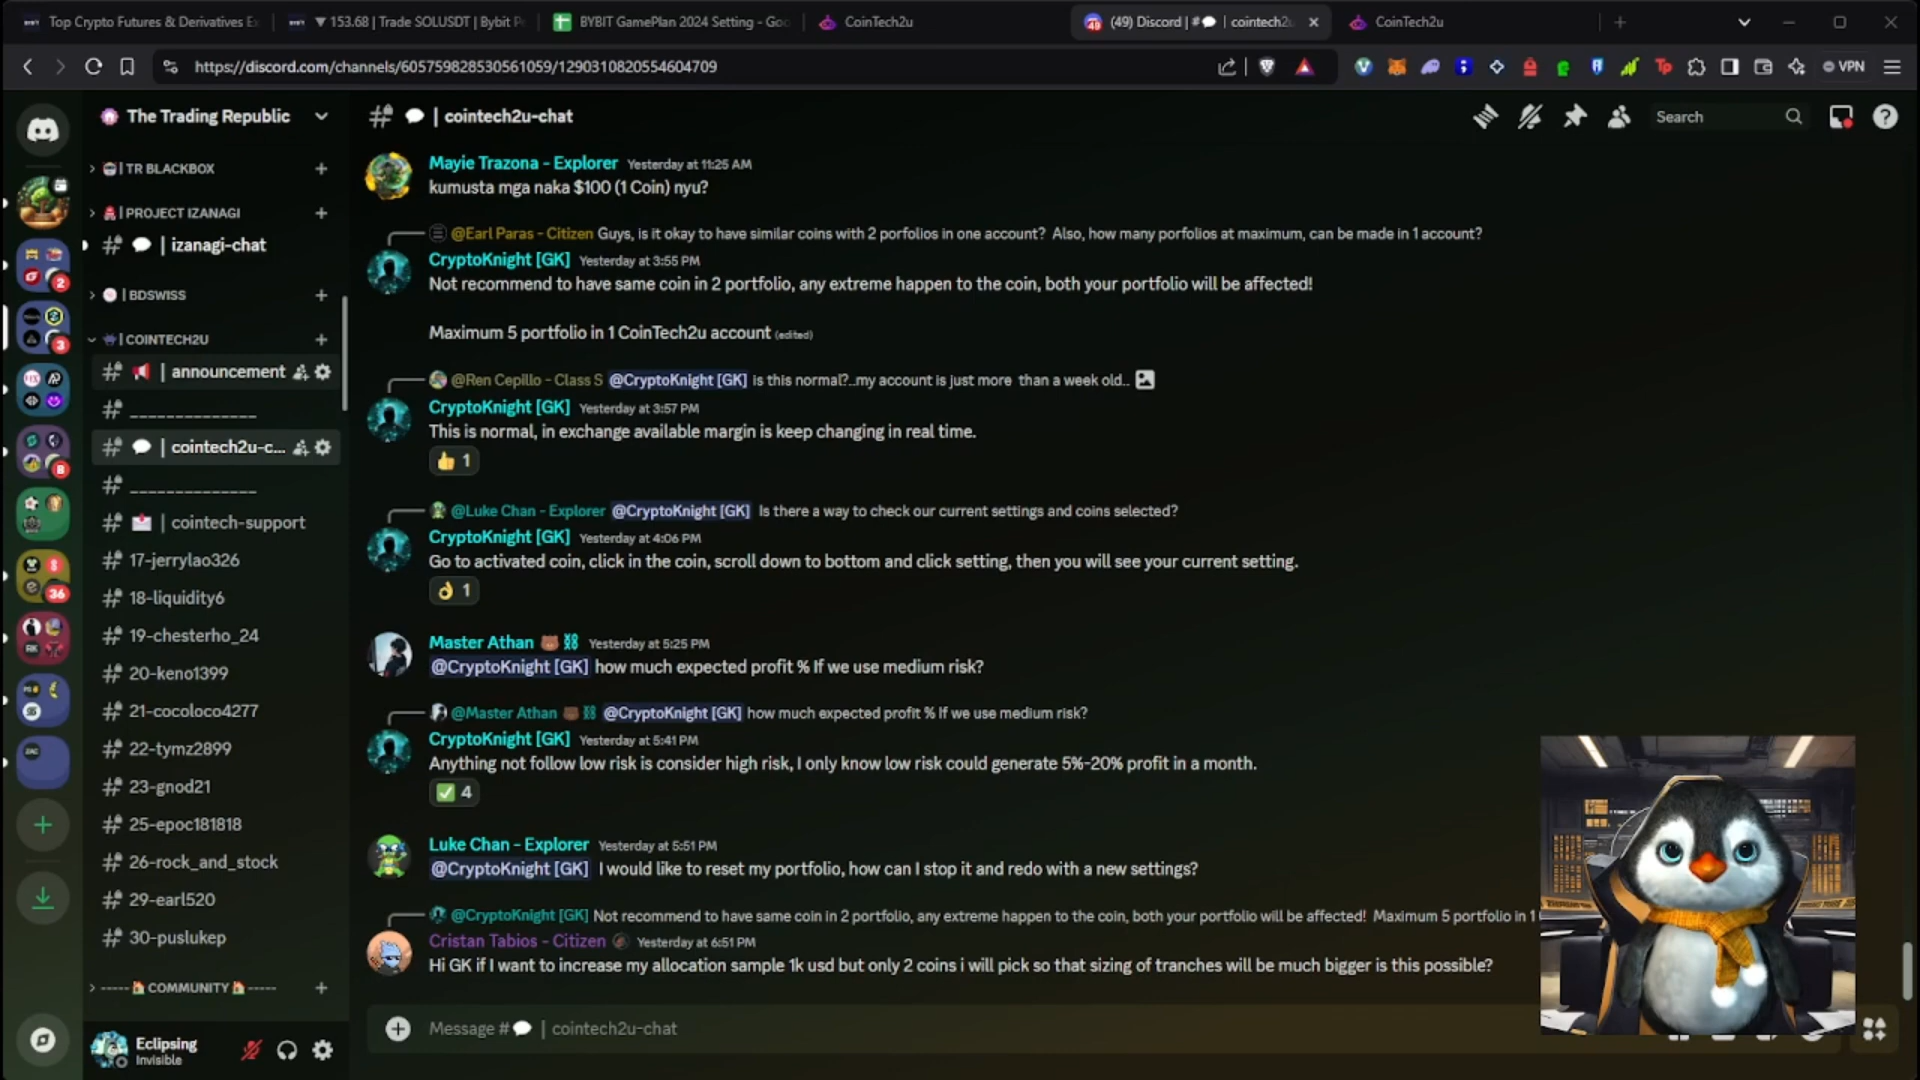 Top Crypto Futures & Derivatives Ex
▼ 153.68 | Trade SOLUSDT | Bybit Pe
BYBIT GamePlan 2024 Setting - Goo
CoinTech2u
(49) Discord | #💬 | cointech2u
CoinTech2u
https://discord.com/channels/605759828530561059/1290310820554604709
VPN
The Trading Republic
| TR BLACKBOX
| PROJECT IZANAGI
| izanagi-chat
| BDSWISS
| COINTECH2U
| announcement
______________
| cointech2u-c...
______________
| cointech-support
17-jerrylao326
18-liquidity6
19-chesterho_24
20-keno1399
21-cocoloco4277
22-tymz2899
23-gnod21
25-epoc181818
26-rock_and_stock
29-earl520
30-puslukep
-----🏠 COMMUNITY 🏠-----
2
3
8
36
ZAC
Eclipsing
Invisible
# 💬 | cointech2u-chat
Search
Mayie Trazona - Explorer Yesterday at 11:25 AM
kumusta mga naka $100 (1 Coin) nyu?
@Earl Paras - Citizen Guys, is it okay to have similar coins with 2 porfolios in one account? Also, how many porfolios at maximum, can be made in 1 account?
CryptoKnight [GK] Yesterday at 3:55 PM
Not recommend to have same coin in 2 portfolio, any extreme happen to the coin, both your portfolio will be affected!
Maximum 5 portfolio in 1 CoinTech2u account (edited)
@Ren Cepillo - Class S @CryptoKnight [GK] is this normal?..my account is just more than a week old..
CryptoKnight [GK] Yesterday at 3:57 PM
This is normal, in exchange available margin is keep changing in real time.
👍 1
@Luke Chan - Explorer @CryptoKnight [GK] Is there a way to check our current settings and coins selected?
CryptoKnight [GK] Yesterday at 4:06 PM
Go to activated coin, click in the coin, scroll down to bottom and click setting, then you will see your current setting.
👌 1
Master Athan 🐻⛓ Yesterday at 5:25 PM
@CryptoKnight [GK] how much expected profit % If we use medium risk?
@Master Athan 🐻⛓ @CryptoKnight [GK] how much expected profit % If we use medium risk?
CryptoKnight [GK] Yesterday at 5:41 PM
Anything not follow low risk is consider high risk, I only know low risk could generate 5%-20% profit in a month.
✅ 4
Luke Chan - Explorer Yesterday at 5:51 PM
@CryptoKnight [GK] I would like to reset my portfolio, how can I stop it and redo with a new settings?
@CryptoKnight [GK] Not recommend to have same coin in 2 portfolio, any extreme happen to the coin, both your portfolio will be affected! Maximum 5 portfolio in 1
Cristan Tabios - Citizen Yesterday at 6:51 PM
Hi GK if I want to increase my allocation sample 1k usd but only 2 coins i will pick so that sizing of tranches will be much bigger is this possible?
Message #💬 | cointech2u-chat